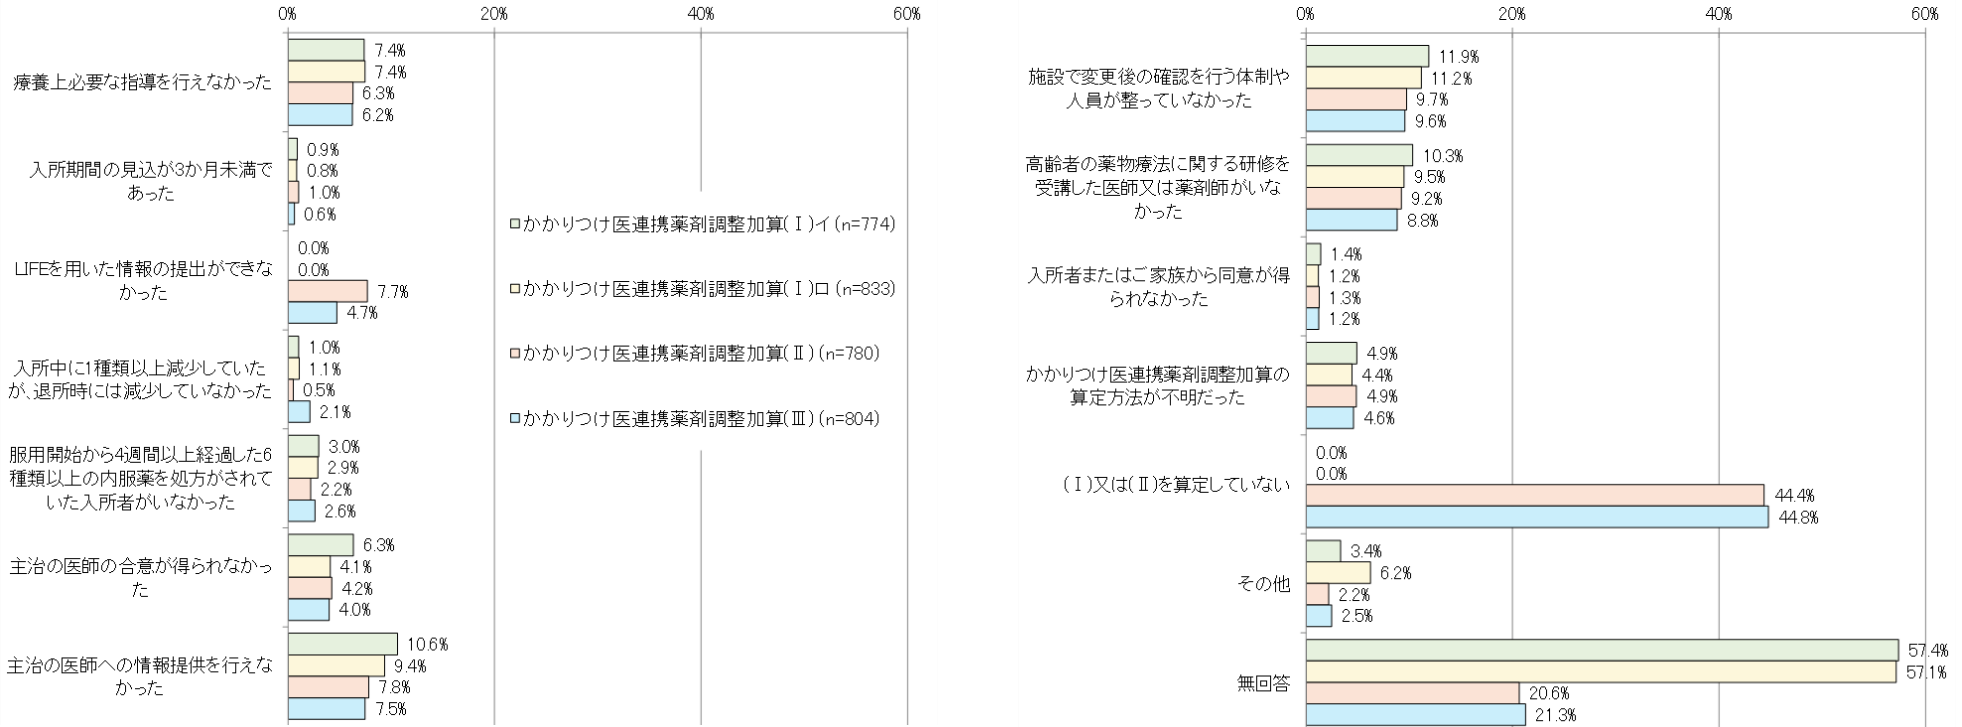 0%
20%
40%
60%
療養上必要な指導を行えなかった
7.4%
7.4%
6.3%
6.2%
入所期間の見込が3か月未満で
あった
0.9%
0.8%
1.0%
0.6%
LIFEを用いた情報の提出ができな
かった
0.0%
0.0%
7.7%
4.7%
入所中に1種類以上減少していた
が、退所時には減少していなかった
1.0%
1.1%
0.5%
2.1%
服用開始から4週間以上経過した6
種類以上の内服薬を処方がされて
いた入所者がいなかった
3.0%
2.9%
2.2%
2.6%
主治の医師の合意が得られなかっ
た
6.3%
4.1%
4.2%
4.0%
主治の医師への情報提供を行えな
かった
10.6%
9.4%
7.8%
7.5%
かかりつけ医連携薬剤調整加算(Ⅰ)イ(n=774)
かかりつけ医連携薬剤調整加算(Ⅰ)ロ(n=833)
かかりつけ医連携薬剤調整加算(Ⅱ)(n=780)
かかりつけ医連携薬剤調整加算(Ⅲ)(n=804)
0%
20%
40%
60%
施設で変更後の確認を行う体制や
人員が整っていなかった
11.9%
11.2%
9.7%
9.6%
高齢者の薬物療法に関する研修を
受講した医師又は薬剤師がいな
かった
10.3%
9.5%
9.2%
8.8%
入所者またはご家族から同意が得
られなかった
1.4%
1.2%
1.3%
1.2%
かかりつけ医連携薬剤調整加算の
算定方法が不明だった
4.9%
4.4%
4.9%
4.6%
(Ⅰ)又は(Ⅱ)を算定していない
0.0%
0.0%
44.4%
44.8%
その他
3.4%
6.2%
2.2%
2.5%
無回答
57.4%
57.1%
20.6%
21.3%